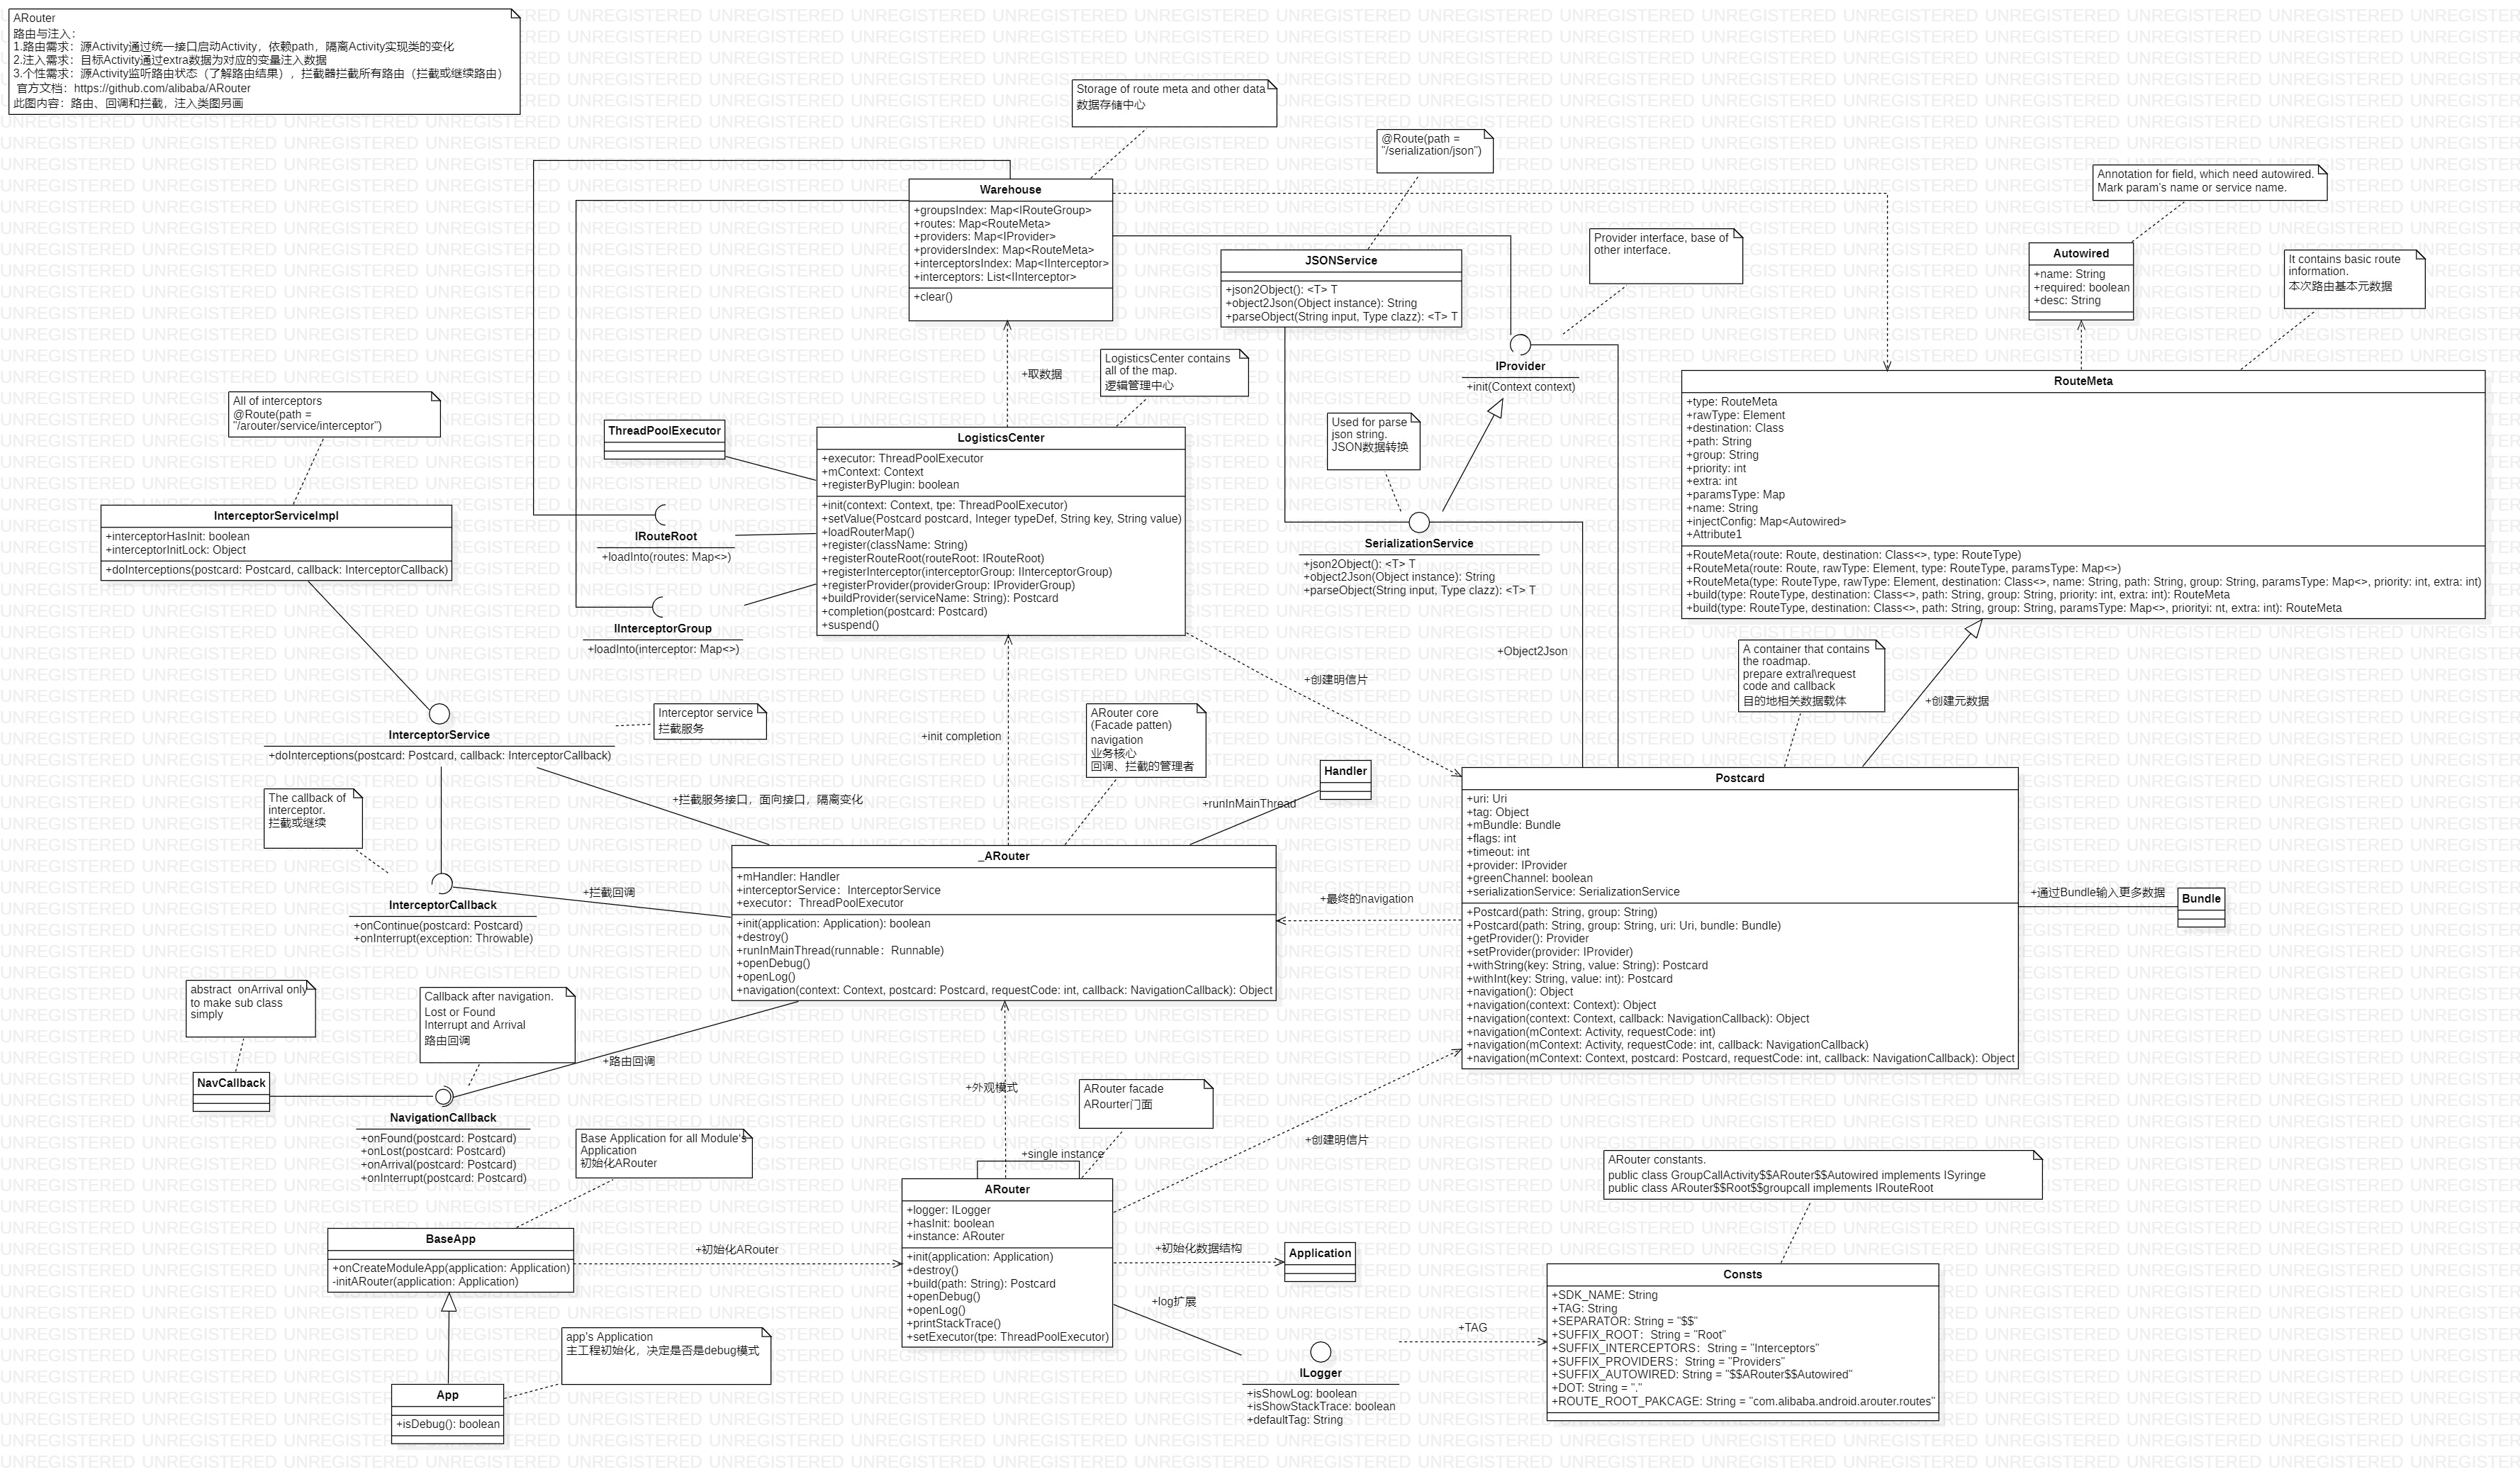 ARouter
路由与注入：
1.路由需求：源Activity通过统一接口启动Activity，依赖path，隔离Activity实现类的变化
2.注入需求：目标Activity通过extra数据为对应的变量注入数据
3.个性需求：源Activity监听路由状态（了解路由结果），拦截器拦截所有路由（拦截或继续路由）
官方文档：https://github.com/alibaba/ARouter
此图内容：路由、回调和拦截，注入类图另画
Storage of route meta and other data
数据存储中心
@Route(path =
"/serialization/json")
Annotation for field, which need autowired.
Mark param's name or service name.
Warehouse
+groupsIndex: Map<IRouteGroup>
+routes: Map<RouteMeta>
+providers: Map<IProvider>
+providersIndex: Map<RouteMeta>
+interceptorsIndex: Map<IInterceptor>
+interceptors: List<IInterceptor>
+clear()
JSONService
+json2Object(): <T> T
+object2Json(Object instance): String
+parseObject(String input, Type clazz): <T> T
Provider interface, base of
other interface.
Autowired
+name: String
+required: boolean
+desc: String
It contains basic route
information.
本次路由基本元数据
+取数据
LogisticsCenter contains
all of the map.
逻辑管理中心
IProvider
+init(Context context)
All of interceptors
@Route(path =
"/arouter/service/interceptor")
ThreadPoolExecutor
LogisticsCenter
+executor: ThreadPoolExecutor
+mContext: Context
+registerByPlugin: boolean
+init(context: Context, tpe: ThreadPoolExecutor)
+setValue(Postcard postcard, Integer typeDef, String key, String value)
+loadRouterMap()
+register(className: String)
+registerRouteRoot(routeRoot: IRouteRoot)
+registerInterceptor(interceptorGroup: IInterceptorGroup)
+registerProvider(providerGroup: IProviderGroup)
+buildProvider(serviceName: String): Postcard
+completion(postcard: Postcard)
+suspend()
Used for parse
json string.
JSON数据转换
RouteMeta
+type: RouteMeta
+rawType: Element
+destination: Class
+path: String
+group: String
+priority: int
+extra: int
+paramsType: Map
+name: String
+injectConfig: Map<Autowired>
+Attribute1
+RouteMeta(route: Route, destination: Class<>, type: RouteType)
+RouteMeta(route: Route, rawType: Element, type: RouteType, paramsType: Map<>)
+RouteMeta(type: RouteType, rawType: Element, destination: Class<>, name: String, path: String, group: String, paramsType: Map<>, priority: int, extra: int)
+build(type: RouteType, destination: Class<>, path: String, group: String, priority: int, extra: int): RouteMeta
+build(type: RouteType, destination: Class<>, path: String, group: String, paramsType: Map<>, priorityi: nt, extra: int): RouteMeta
InterceptorServiceImpl
+interceptorHasInit: boolean
+interceptorInitLock: Object
+doInterceptions(postcard: Postcard, callback: InterceptorCallback)
IRouteRoot
+loadInto(routes: Map<>)
IInterceptorGroup
+loadInto(interceptor: Map<>)
SerializationService
+json2Object(): <T> T
+object2Json(Object instance): String
+parseObject(String input, Type clazz): <T> T
+Object2Json
+创建明信片
A container that contains
the roadmap.
prepare extral\request
code and callback
目的地相关数据载体
+创建元数据
InterceptorService
+doInterceptions(postcard: Postcard, callback: InterceptorCallback)
Interceptor service
拦截服务
+init completion
ARouter core
(Facade patten)
navigation
业务核心
回调、拦截的管理者
Handler
+runInMainThread
+拦截服务接口，面向接口，隔离变化
The callback of
interceptor.
拦截或继续
Postcard
+uri: Uri
+tag: Object
+mBundle: Bundle
+flags: int
+timeout: int
+provider: IProvider
+greenChannel: boolean
+serializationService: SerializationService
+Postcard(path: String, group: String)
+Postcard(path: String, group: String, uri: Uri, bundle: Bundle)
+getProvider(): Provider
+setProvider(provider: IProvider)
+withString(key: String, value: String): Postcard
+withInt(key: String, value: int): Postcard
+navigation(): Object
+navigation(context: Context): Object
+navigation(context: Context, callback: NavigationCallback): Object
+navigation(mContext: Activity, requestCode: int)
+navigation(mContext: Activity, requestCode: int, callback: NavigationCallback)
+navigation(mContext: Context, postcard: Postcard, requestCode: int, callback: NavigationCallback): Object
+通过Bundle输入更多数据
Bundle
_ARouter
+mHandler: Handler
+interceptorService：InterceptorService
+executor：ThreadPoolExecutor
+init(application: Application): boolean
+destroy()
+runInMainThread(runnable：Runnable)
+openDebug()
+openLog()
+navigation(context: Context, postcard: Postcard, requestCode: int, callback: NavigationCallback): Object
+最终的navigation
+拦截回调
InterceptorCallback
+onContinue(postcard: Postcard)
+onInterrupt(exception: Throwable)
abstract  onArrival only
to make sub class
simply
Callback after navigation.
Lost or Found
Interrupt and Arrival
路由回调
+路由回调
NavCallback
NavigationCallback
+onFound(postcard: Postcard)
+onLost(postcard: Postcard)
+onArrival(postcard: Postcard)
+onInterrupt(postcard: Postcard)
+外观模式
ARouter facade
ARourter门面
+single instance
+创建明信片
Base Application for all Module's
Application
初始化ARouter
ARouter constants.
public class GroupCallActivity$$ARouter$$Autowired implements ISyringe
public class ARouter$$Root$$groupcall implements IRouteRoot
BaseApp
+onCreateModuleApp(application: Application)
-initARouter(application: Application)
+初始化ARouter
ARouter
+logger: ILogger
+hasInit: boolean
+instance: ARouter
+init(application: Application)
+destroy()
+build(path: String): Postcard
+openDebug()
+openLog()
+printStackTrace()
+setExecutor(tpe: ThreadPoolExecutor)
+初始化数据结构
Application
+log扩展
ILogger
+isShowLog: boolean
+isShowStackTrace: boolean
+defaultTag: String
+TAG
Consts
+SDK_NAME: String
+TAG: String
+SEPARATOR: String = "$$"
+SUFFIX_ROOT：String = "Root"
+SUFFIX_INTERCEPTORS：String = "Interceptors"
+SUFFIX_PROVIDERS：String = "Providers"
+SUFFIX_AUTOWIRED: String = "$$ARouter$$Autowired"
+DOT: String = "."
+ROUTE_ROOT_PAKCAGE: String = "com.alibaba.android.arouter.routes"
app's Application
主工程初始化，决定是否是debug模式
App
+isDebug(): boolean